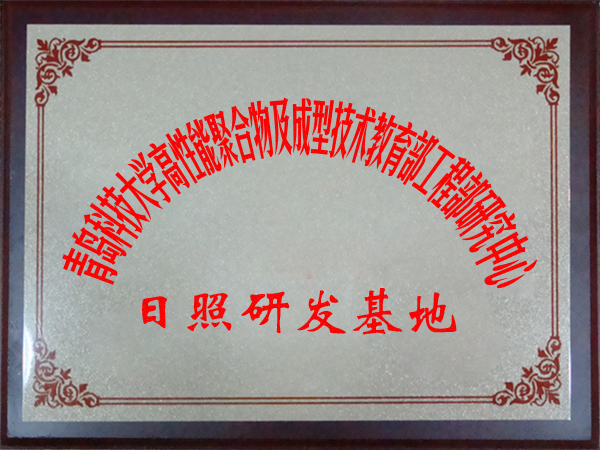 青岛科技大学高性能聚合物及成型技术教育部工程部研究中心
日照研发基地